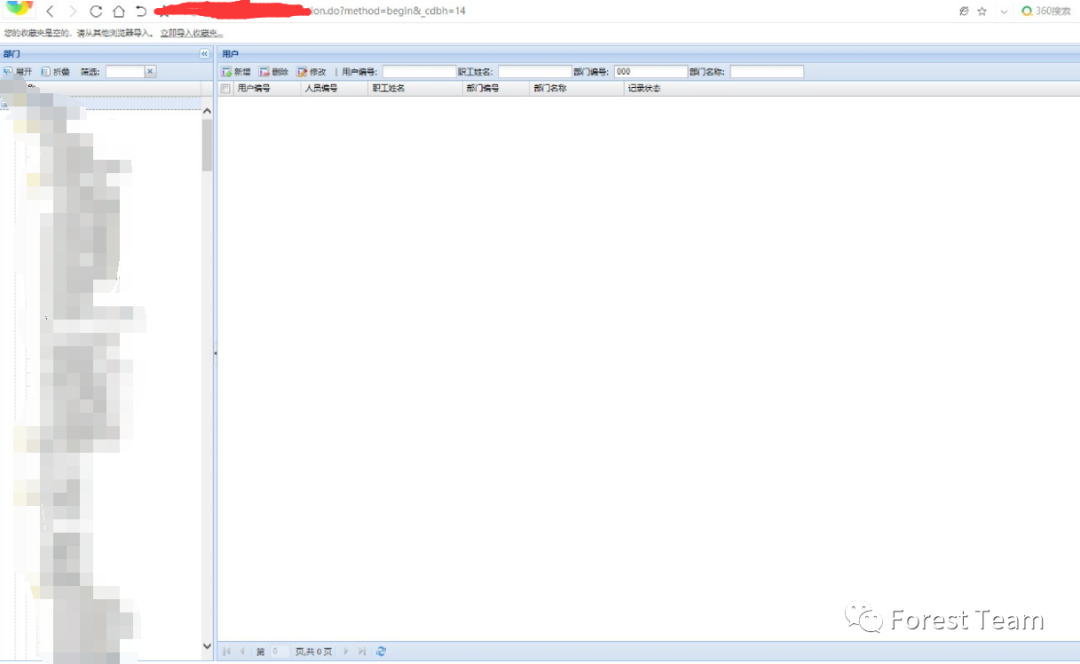 ion.do?method=begin&_cdbh=14
360搜索
您的收藏夹是空的，请从其他浏览器导入。 立即导入收藏夹...
部门
用户
展开 折叠 筛选:
新增 删除 修改 | 用户编号: 职工姓名: 部门编号: 000 部门名称:
用户编号 人员编号 职工姓名 部门编号 部门名称 记录状态
第 0 页,共 0 页
Forest Team